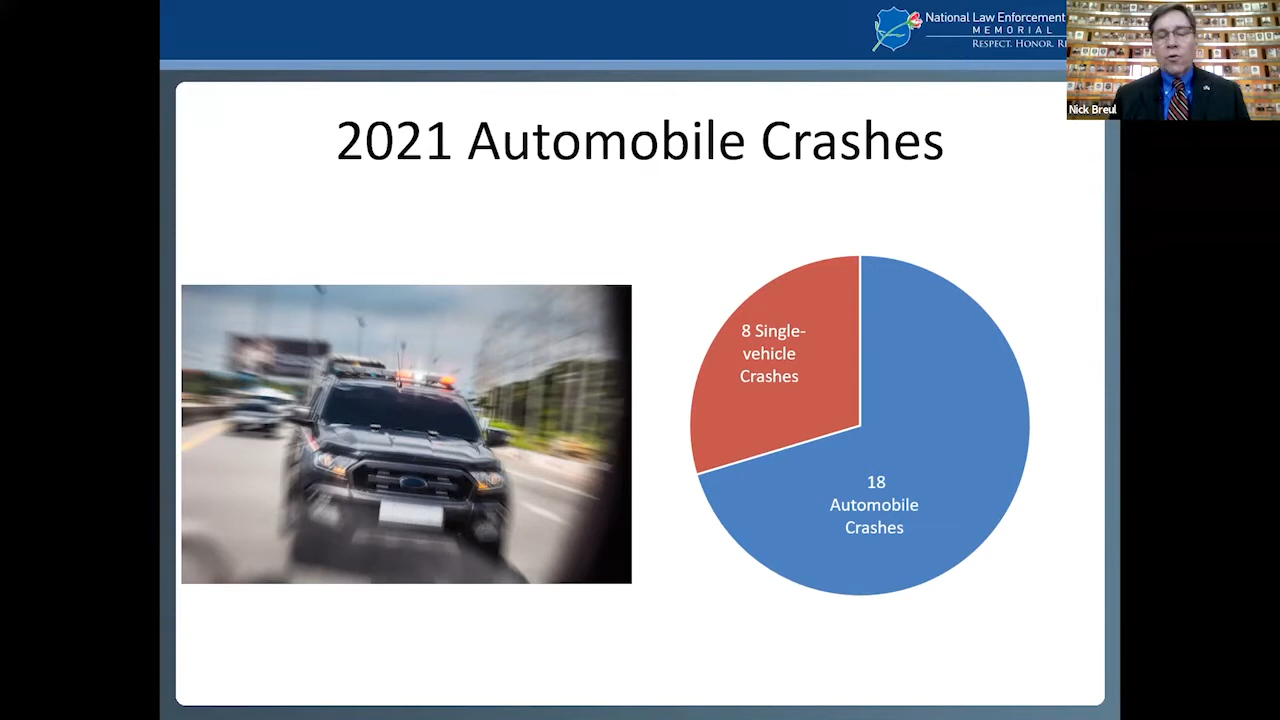 National Law Enforcement
MEMORIAL
RESPECT. HONOR.
Nick Breul
2021 Automobile Crashes
8 Single-
vehicle
Crashes
18
Automobile
Crashes